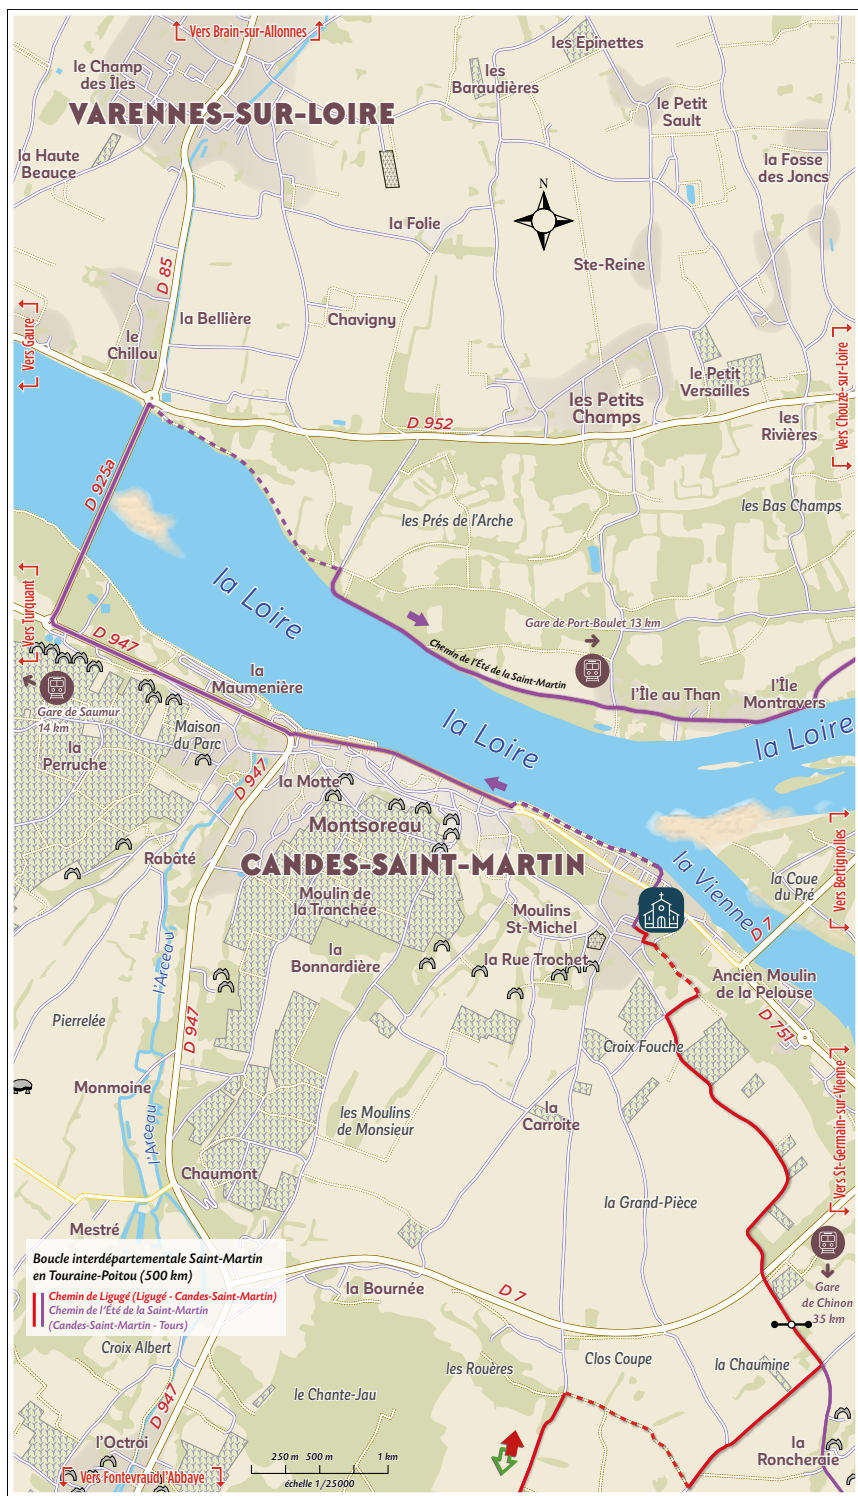 Vers Brain-sur-Allonnes
les Epinettes
le Champ
des Îles
les
Baraudières
VARENNES-SUR-LOIRE
le Petit
Sault
la Haute
Beauce
la Fosse
des Joncs
N
la Folie
Ste-Reine
D 85
la Bellière
Chavigny
Vers Gaure
le
Chillou
Vers Chouzé-sur-Loire
le Petit
Versailles
les Petits
Champs
D 952
les
Rivières
D 925a
les Prés de l'Arche
les Bas Champs
la Loire
Vers Turquant
D 947
Gare de Port-Boulet 13 km
Chemin de l'Été de la Saint-Martin
la
Maumenière
l'Île au Than
l'Île
Montravers
Gare de Saumur
14 km
Maison
du Parc
la Loire
la Loire
la
Perruche
D 947
la Motte
Montsoreau
Rabâté
CANDES-SAINT-MARTIN
la Vienne
Vers Bertignolles
la Coue
du Pré
Moulin de
la Tranchée
Moulins
St-Michel
D 7
la
Bonnardière
la Rue Trochet
l'Arceau
Ancien Moulin
de la Pelouse
Pierrelée
D 947
D 751
Croix Fouche
Monmoine
la
Carroite
les Moulins
de Monsieur
l'Arceau
Vers St-Germain-sur-Vienne
Chaumont
la Grand-Pièce
Mestré
Boucle interdépartementale Saint-Martin
en Touraine-Poitou (500 km)
Chemin de Ligugé (Ligugé - Candes-Saint-Martin)
Chemin de l'Été de la Saint-Martin
(Candes-Saint-Martin - Tours)
la Bournée
D 7
Gare
de Chinon
35 km
Croix Albert
les Rouères
Clos Coupe
la Chaumine
le Chante-Jau
D 947
l'Octroi
la
Roncheraie
Vers Fontevraud l'Abbaye
250 m 500 m 1 km
échelle 1/25000